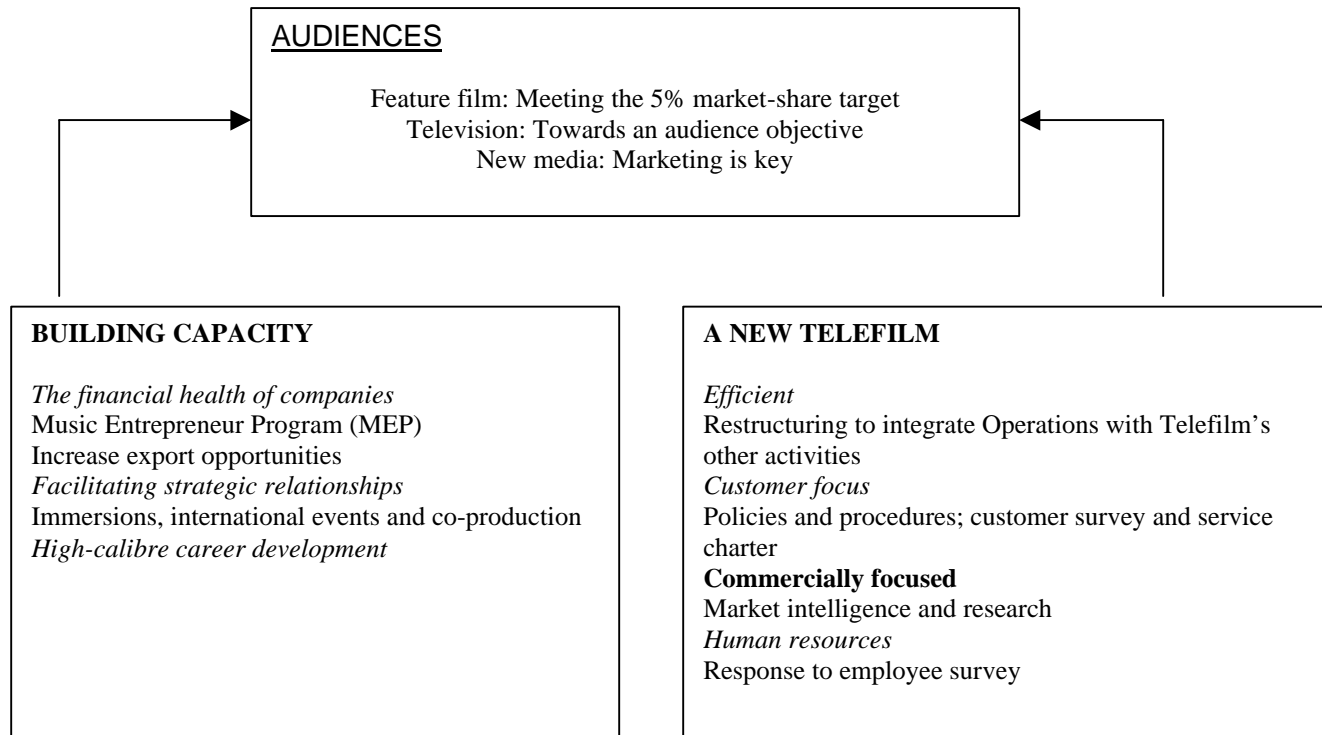 AUDIENCES
Feature film: Meeting the 5% market-share target
Television: Towards an audience objective
New media: Marketing is key
BUILDING CAPACITY
The financial health of companies
Music Entrepreneur Program (MEP)
Increase export opportunities
Facilitating strategic relationships
Immersions, international events and co-production
High-calibre career development
A NEW TELEFILM
Efficient
Restructuring to integrate Operations with Telefilm's
other activities
Customer focus
Policies and procedures; customer survey and service
charter
Commercially focused
Market intelligence and research
Human resources
Response to employee survey